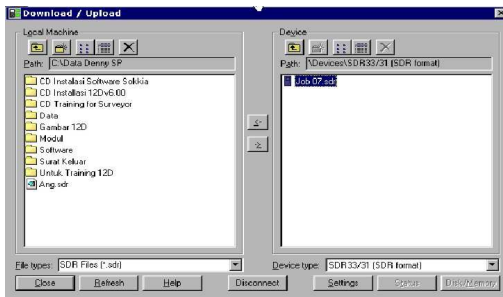 Download / Upload
Local Machine
Path: C:\Data Denny SP
CD Instalasi Software Sokkia
CD Installasi 12Dv6.00
CD Training for Surveyor
Data
Gambar 12D
Modul
Software
Surat Keluar
Untuk Training 12D
Ang.sdr
File types: SDR Files (*.sdr)
Device
Path: \Devices\SDR33/31 (SDR format)
Job 07.sdr
Device type: SDR33/31 (SDR format)
Close Refresh Help Disconnect Settings Status Disk/Memory